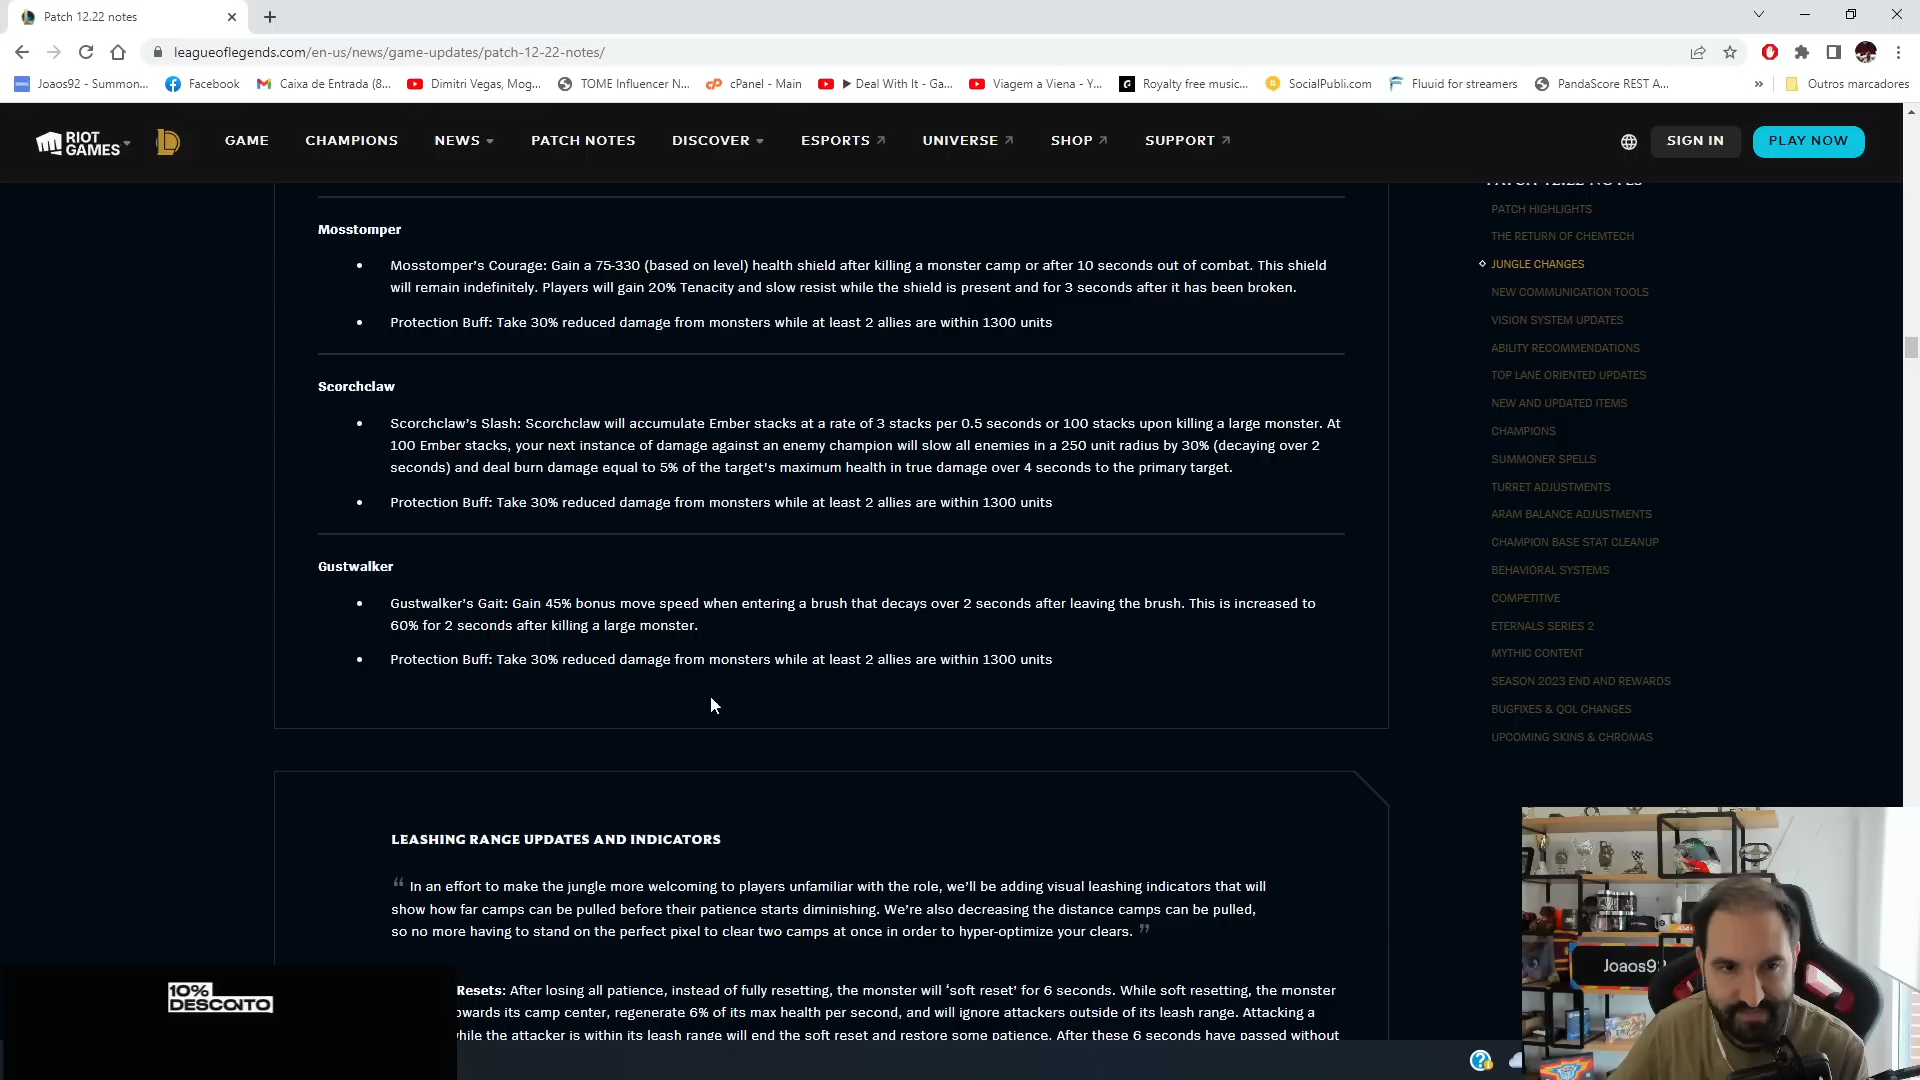 Patch 12.22 notes
leagueoflegends.com/en-us/news/game-updates/patch-12-22-notes/
Joaos92 - Summon...
Facebook
Caixa de Entrada (8...
Dimitri Vegas, Mog...
TOME Influencer N...
cPanel - Main
Deal With It - Ga...
Viagem a Viena - Y...
Royalty free music...
SocialPubli.com
Fluuid for streamers
PandaScore REST A...
»
Outros marcadores
RIOT GAMES
GAME
CHAMPIONS
NEWS
PATCH NOTES
DISCOVER
ESPORTS
UNIVERSE
SHOP
SUPPORT
SIGN IN
PLAY NOW
Mosstomper
• Mosstomper's Courage: Gain a 75-330 (based on level) health shield after killing a monster camp or after 10 seconds out of combat. This shield
will remain indefinitely. Players will gain 20% Tenacity and slow resist while the shield is present and for 3 seconds after it has been broken.
• Protection Buff: Take 30% reduced damage from monsters while at least 2 allies are within 1300 units
Scorchclaw
• Scorchclaw's Slash: Scorchclaw will accumulate Ember stacks at a rate of 3 stacks per 0.5 seconds or 100 stacks upon killing a large monster. At
100 Ember stacks, your next instance of damage against an enemy champion will slow all enemies in a 250 unit radius by 30% (decaying over 2
seconds) and deal burn damage equal to 5% of the target's maximum health in true damage over 4 seconds to the primary target.
• Protection Buff: Take 30% reduced damage from monsters while at least 2 allies are within 1300 units
Gustwalker
• Gustwalker's Gait: Gain 45% bonus move speed when entering a brush that decays over 2 seconds after leaving the brush. This is increased to
60% for 2 seconds after killing a large monster.
• Protection Buff: Take 30% reduced damage from monsters while at least 2 allies are within 1300 units
LEASHING RANGE UPDATES AND INDICATORS
“ In an effort to make the jungle more welcoming to players unfamiliar with the role, we'll be adding visual leashing indicators that will
show how far camps can be pulled before their patience starts diminishing. We're also decreasing the distance camps can be pulled,
so no more having to stand on the perfect pixel to clear two camps at once in order to hyper-optimize your clears. ”
Resets: After losing all patience, instead of fully resetting, the monster will ‘soft reset’ for 6 seconds. While soft resetting, the monster
owards its camp center, regenerate 6% of its max health per second, and will ignore attackers outside of its leash range. Attacking a
while the attacker is within its leash range will end the soft reset and restore some patience. After these 6 seconds have passed without
PATCH 12.22 NOTES
PATCH HIGHLIGHTS
THE RETURN OF CHEMTECH
JUNGLE CHANGES
NEW COMMUNICATION TOOLS
VISION SYSTEM UPDATES
ABILITY RECOMMENDATIONS
TOP LANE ORIENTED UPDATES
NEW AND UPDATED ITEMS
CHAMPIONS
SUMMONER SPELLS
TURRET ADJUSTMENTS
ARAM BALANCE ADJUSTMENTS
CHAMPION BASE STAT CLEANUP
BEHAVIORAL SYSTEMS
COMPETITIVE
ETERNALS SERIES 2
MYTHIC CONTENT
SEASON 2023 END AND REWARDS
BUGFIXES & QOL CHANGES
UPCOMING SKINS & CHROMAS
10%
DESCONTO
Joaos92